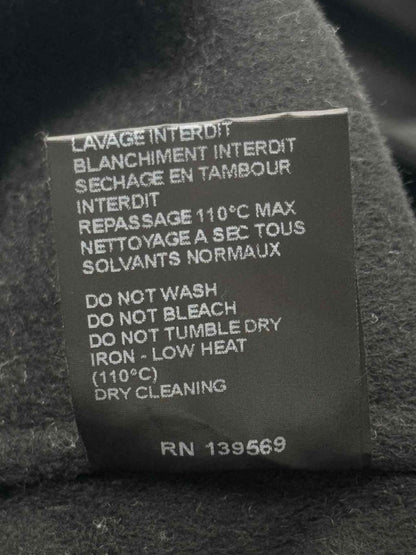 LAVAGE INTERDIT
BLANCHIMENT INTERDIT
SECHAGE EN TAMBOUR
INTERDIT
REPASSAGE 110°C MAX
NETTOYAGE A SEC TOUS
SOLVANTS NORMAUX
DO NOT WASH
DO NOT BLEACH
DO NOT TUMBLE DRY
IRON - LOW HEAT
(110°C)
DRY CLEANING
RN 139569